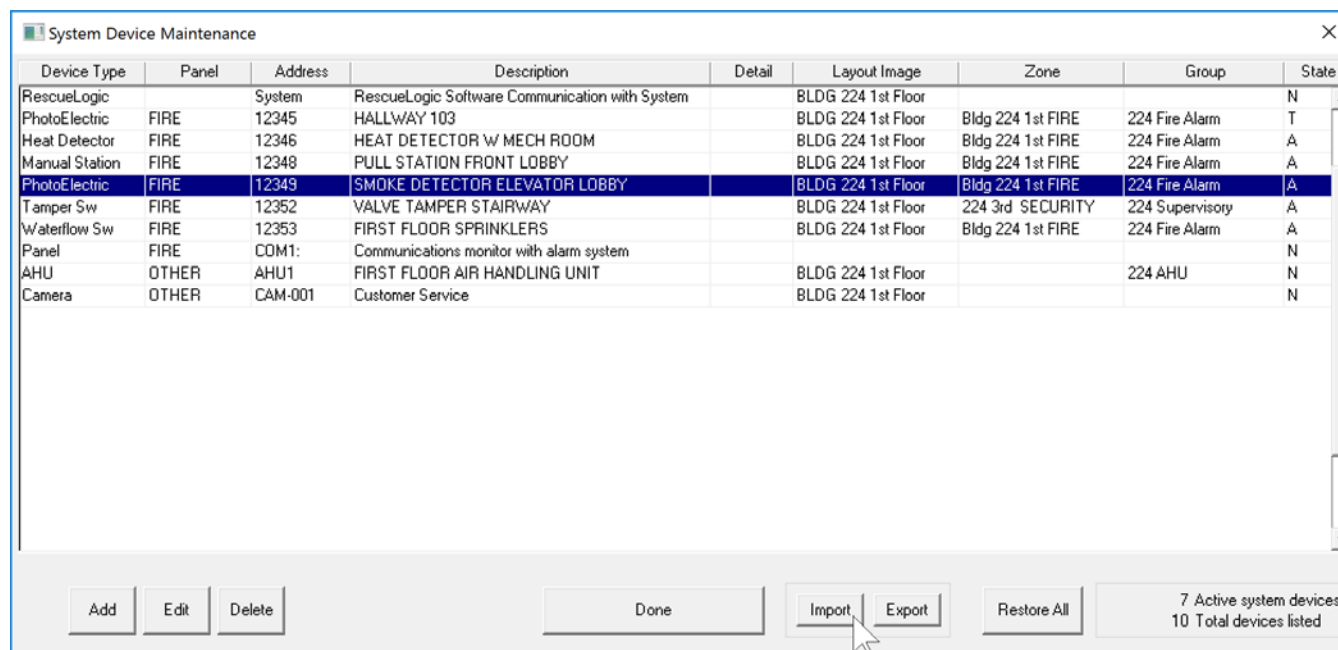 System Device Maintenance
Device Type Panel Address Description Detail Layout Image Zone Group State
RescueLogic System RescueLogic Software Communication with System BLDG 224 1st Floor N
PhotoElectric FIRE 12345 HALLWAY 103 BLDG 224 1st Floor Bldg 224 1st FIRE 224 Fire Alarm T
Heat Detector FIRE 12346 HEAT DETECTOR W MECH ROOM BLDG 224 1st Floor Bldg 224 1st FIRE 224 Fire Alarm A
Manual Station FIRE 12348 PULL STATION FRONT LOBBY BLDG 224 1st Floor Bldg 224 1st FIRE 224 Fire Alarm A
PhotoElectric FIRE 12349 SMOKE DETECTOR ELEVATOR LOBBY BLDG 224 1st Floor Bldg 224 1st FIRE 224 Fire Alarm A
Tamper Sw FIRE 12352 VALVE TAMPER STAIRWAY BLDG 224 1st Floor 224 3rd SECURITY 224 Supervisory A
Waterflow Sw FIRE 12353 FIRST FLOOR SPRINKLERS BLDG 224 1st Floor Bldg 224 1st FIRE 224 Fire Alarm A
Panel FIRE COM1: Communications monitor with alarm system N
AHU OTHER AHU1 FIRST FLOOR AIR HANDLING UNIT BLDG 224 1st Floor 224 AHU N
Camera OTHER CAM-001 Customer Service BLDG 224 1st Floor N
Add Edit Delete Done Import Export Restore All 7 Active system devices
10 Total devices listed